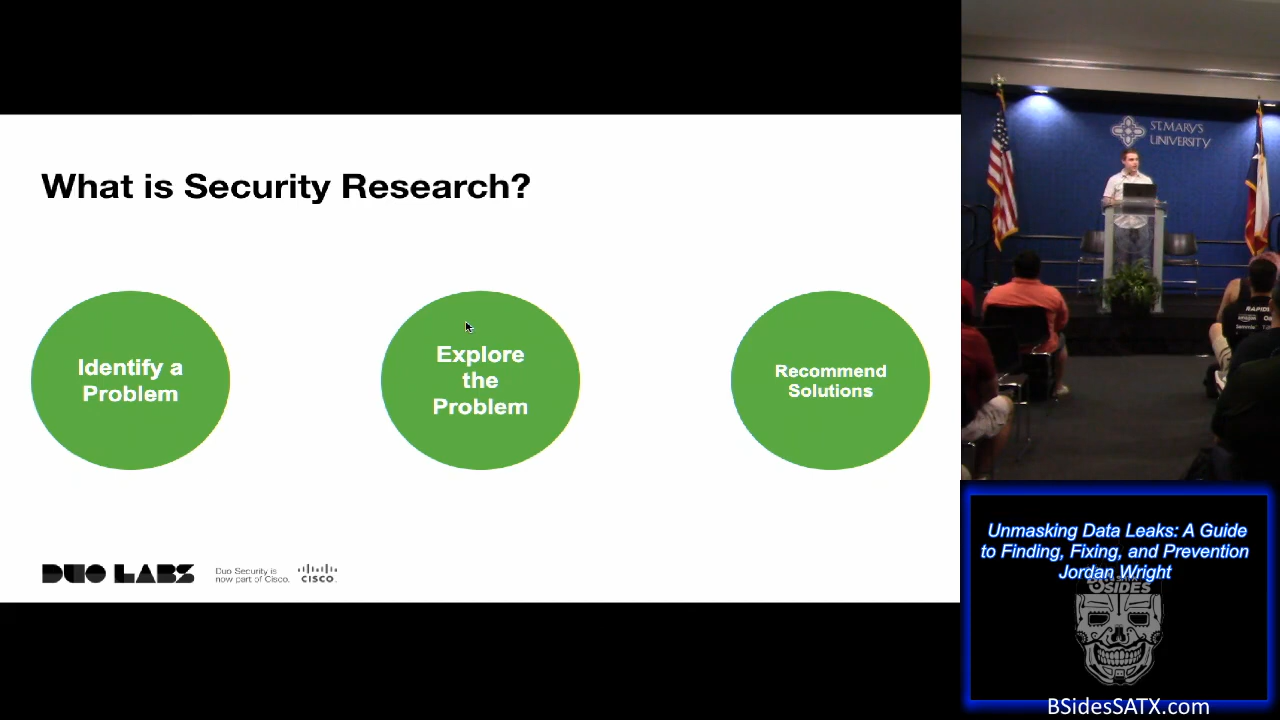 What is Security Research?
Identify a
Problem
Explore
the
Problem
Recommend
Solutions
DUO LABS
Duo Security is
now part of Cisco.
CISCO
ST. MARY'S
UNIVERSITY
RAPID
amazon
Unmasking Data Leaks: A Guide
to Finding, Fixing, and Prevention
Jordan Wright
BSIDES
BSidesSATX.com